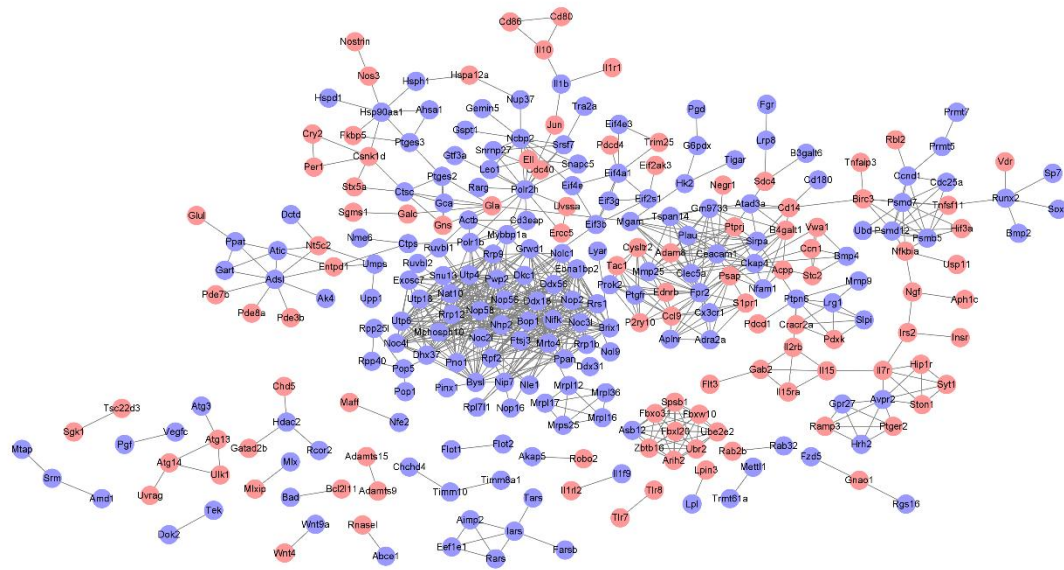 Cd86
Cd80
Il10
Nostrin
Nos3
Hsph1
Hspa12a
Il1b
Il1r1
Hspd1
Hsp90aa1
Ahsa1
Nup37
Gemin5
Tra2a
Fkbp5
Ptges3
Gspt1
Ncbp2
Jun
Srsf7
Cry2
Per1
Csnk1d
Gtf3a
Snrnp27
Leo1
Ell
Cdc40
Snapc5
Stx5a
Ptges2
Ctsc
Gca
Rarg
Polr2h
Gla
Sgms1
Galc
Gns
Actb
Cd3eap
Uvssa
Ercc5
Eif4e3
Pdcd4
Trim25
Eif4a1
Eif2ak3
Eif4e
Eif3g
Eif2s1
Eif3b
Pgd
G6pdx
Tigar
Hk2
Fgr
Lrp8
B3galt6
Sdc4
Cd180
Negr1
Gm9733
Atad3a
Cd14
Mgam
Tspan14
Ptprj
B4galt1
Vwa1
Plau
Sirpa
Ccn1
Bmp4
Cysltr2
Adam8
Ceacam1
Ckap4
Stc2
Tac1
Mmp25
Clec5a
Psap
Acpp
Nfam1
Prok2
Ednrb
Ptgfr
Fpr2
S1pr1
P2ry10
Ccl9
Cx3cr1
Aplnr
Adra2a
Prmt7
Rbl2
Prmt5
Tnfaip3
Ccnd1
Cdc25a
Birc3
Psmd7
Tnfsf11
Ubd
Psmd12
Psmb5
Hif3a
Nfkbia
Usp11
Vdr
Runx2
Sp7
Sox
Bmp2
Mmp9
Ptpn6
Lrg1
Slpi
Pdcd1
Cracr2a
Pdxk
Ngf
Aph1c
Irs2
Insr
Il2rb
Gab2
Il15
Il15ra
Flt3
Il7r
Hip1r
Syt1
Ston1
Avpr2
Gpr27
Ramp3
Ptger2
Hrh2
Glul
Dctd
Ppat
Atic
Nt5c2
Gart
Adsl
Entpd1
Pde7b
Pde8a
Pde3b
Ak4
Nme6
Ctps
Umps
Upp1
Mybbp1a
Polr1b
Ruvbl1
Rrp9
Grwd1
Nolc1
Lyar
Ruvbl2
Snu13
Utp4
Pwp2
Dkc1
Ddx56
Ebna1bp2
Exosc7
Nat10
Nop56
Ddx18
Nop2
Utp18
Rrs1
Rrp12
Nop58
Nhp2
Bop1
Nifk
Noc3l
Brix1
Utp6
Mphosph10
Noc4l
Noc2l
Ftsj3
Mrto4
Rrp1b
Nol9
Rpp25l
Dhx37
Pno1
Rpf2
Ppan
Ddx31
Rpp40
Pop5
Pop1
Pinx1
Bysl
Nip7
Nle1
Rpl7l1
Nop16
Mrpl12
Mrpl36
Mrpl17
Mrpl16
Mrps25
Spsb1
Fbxo31
Fbxw10
Asb12
Fbxl20
Ube2e2
Zbtb16
Ubr2
Arih2
Tsc22d3
Sgk1
Atg3
Vegfc
Pgf
Atg13
Atg14
Ulk1
Uvrag
Chd5
Hdac2
Gatad2b
Rcor2
Maff
Nfe2
Mtap
Srm
Amd1
Mlx
Mlxip
Bad
Bcl2l11
Adamts15
Adamts9
Chchd4
Timm10
Timm8a1
Flot1
Flot2
Akap5
Robo2
Il1f9
Il1rl2
Tlr8
Tlr7
Rab2b
Rab32
Lpin3
Lpl
Mettl1
Trmt61a
Fzd5
Gnao1
Rgs16
Tek
Dok2
Wnt9a
Wnt4
Rnasel
Abce1
Tars
Aimp2
Iars
Eef1e1
Rars
Farsb